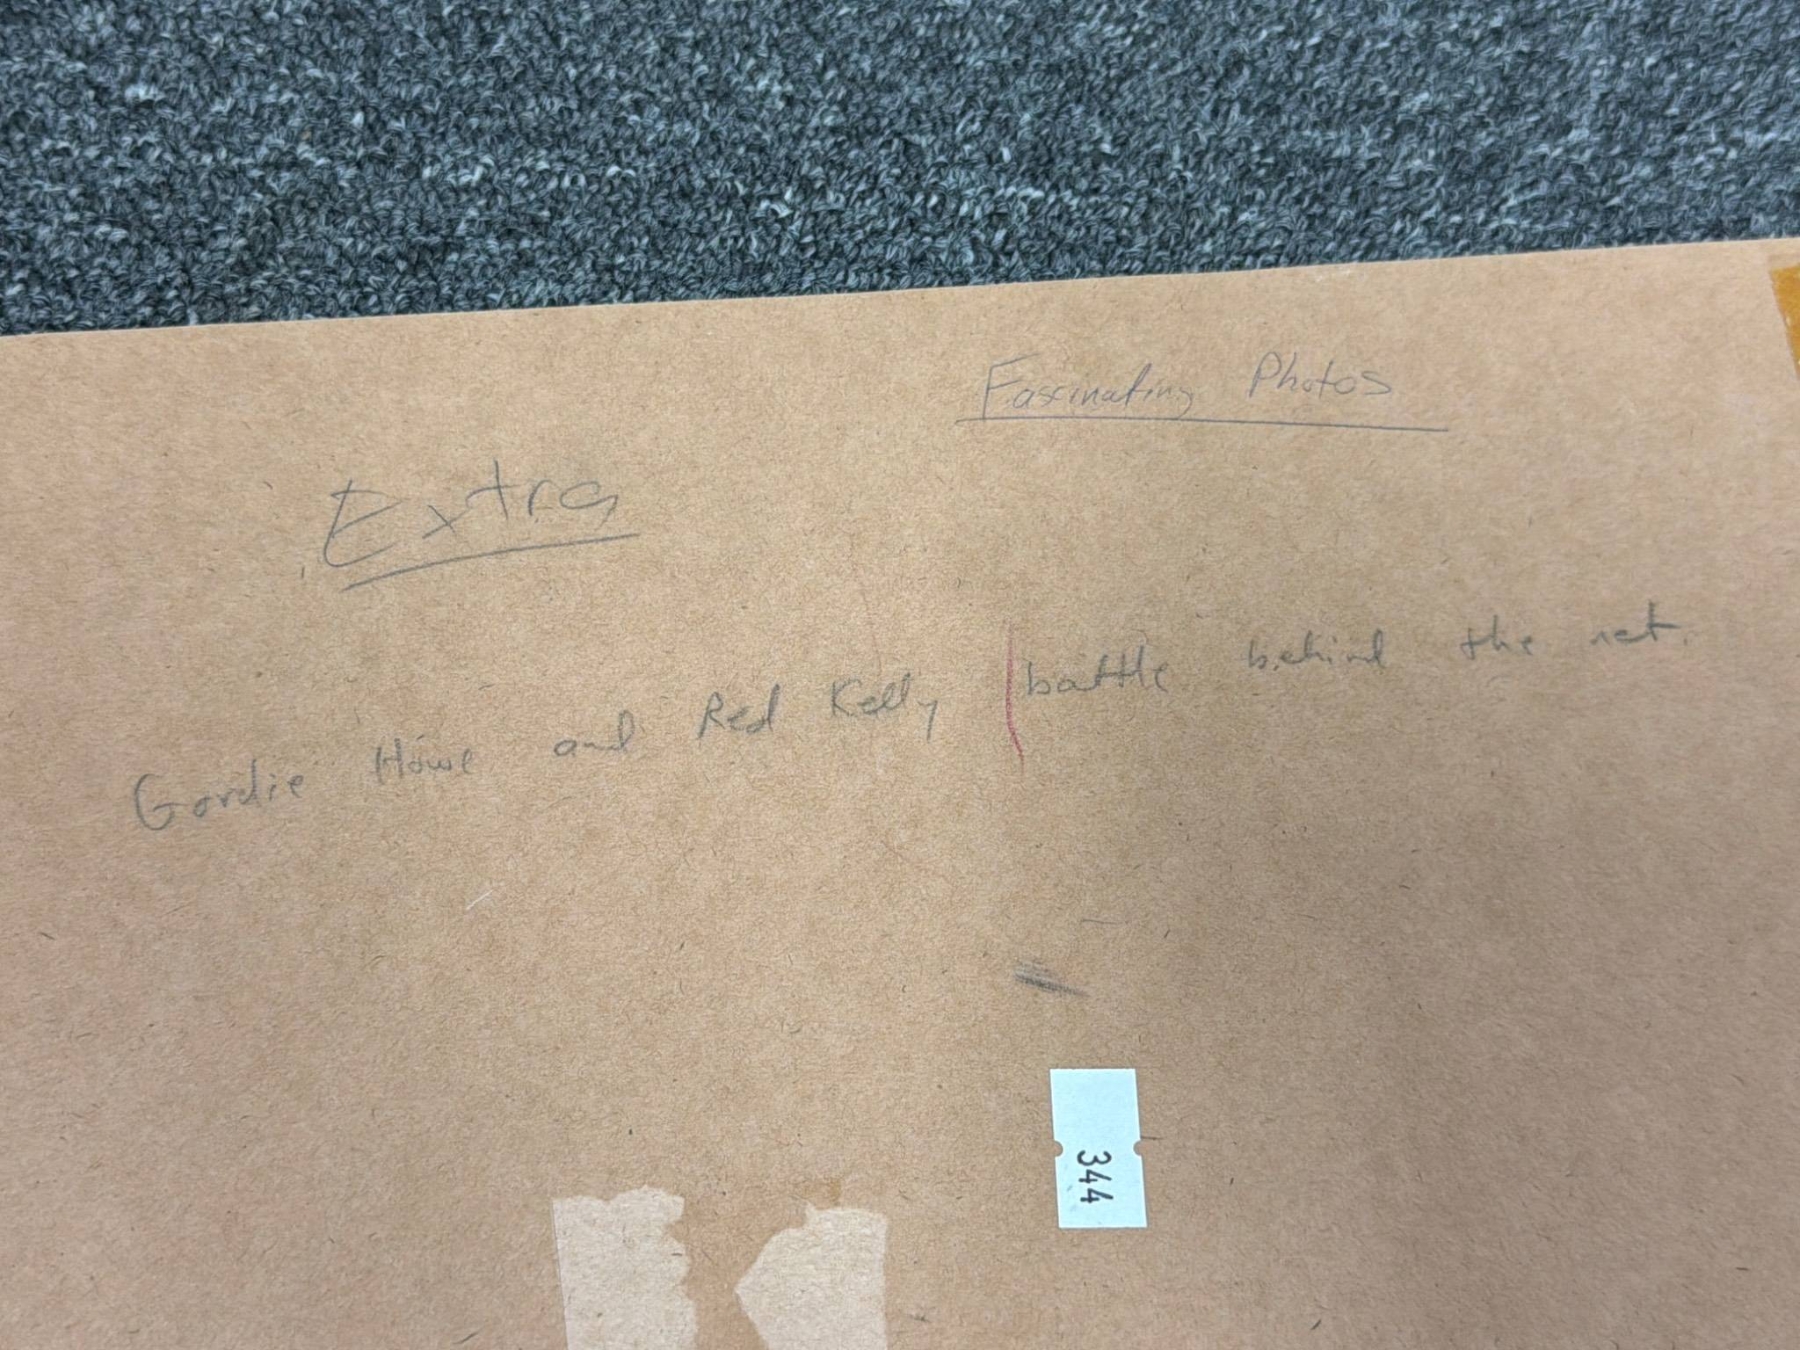 Fascinating Photos
Extra
Gordie Howe and Red Kelly battle behind the net.
344